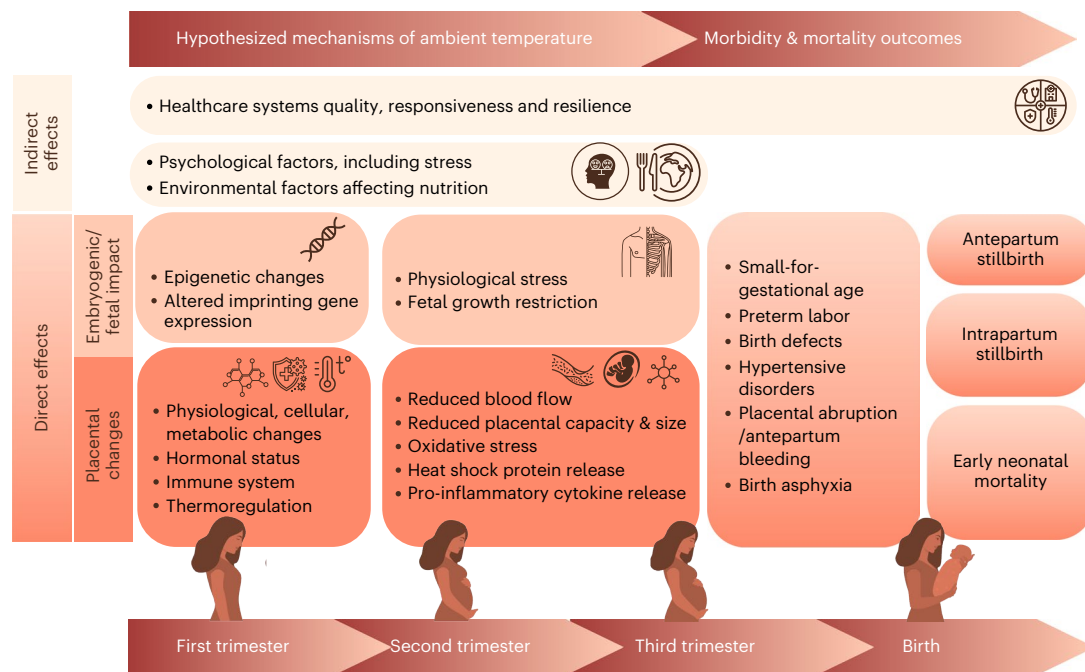 Hypothesized mechanisms of ambient temperature
Morbidity & mortality outcomes
Indirect
effects
• Healthcare systems quality, responsiveness and resilience
• Psychological factors, including stress
• Environmental factors affecting nutrition
Direct effects
Embryogenic/
fetal impact
• Epigenetic changes
• Altired imprinting gene
expression
• Physiological stress
• Fetal growth restriction
Placental
changes
t°
• Physiological, cellular,
metabolic changes
• Hormonal status
• Immune system
• Thermoregulation
• Reduced blood flow
• Reduced placental capacity & size
• Oxidative stress
• Heat shock protein release
• Pro-inflammatory cytokine release
• Small-for-
gestational age
• Preterm labor
• Birth defects
• Hypertensive
disorders
• Placental abruption
/antepartum
bleeding
• Birth asphyxia
Antepartum
stillbirth
Intrapartum
stillbirth
Early neonatal
mortality
First trimester
Second trimester
Third trimester
Birth